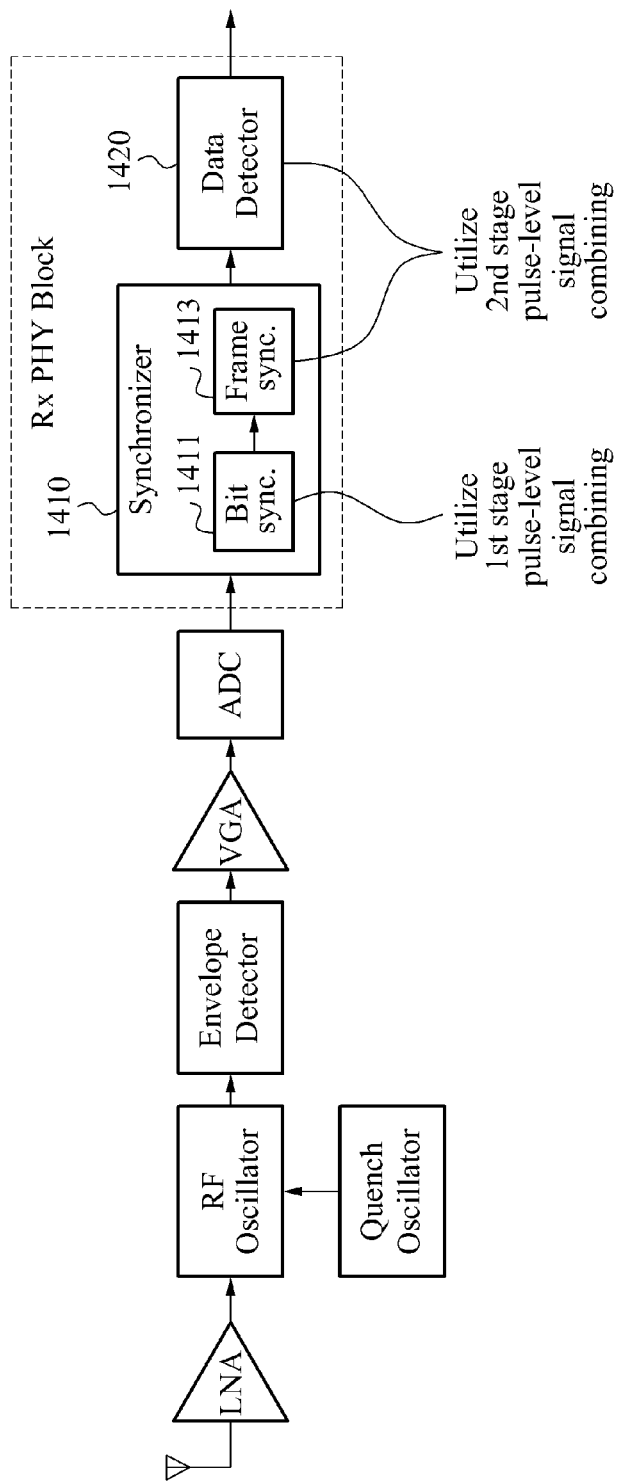 LNA
RF
Oscillator
Quench
Oscillator
Envelope
Detector
VGA
ADC
Rx PHY Block
1410
Synchronizer
1411
Bit
sync.
1413
Frame
sync.
1420
Data
Detector
Utilize
1st stage
pulse-level
signal
combining
Utilize
2nd stage
pulse-level
signal
combining